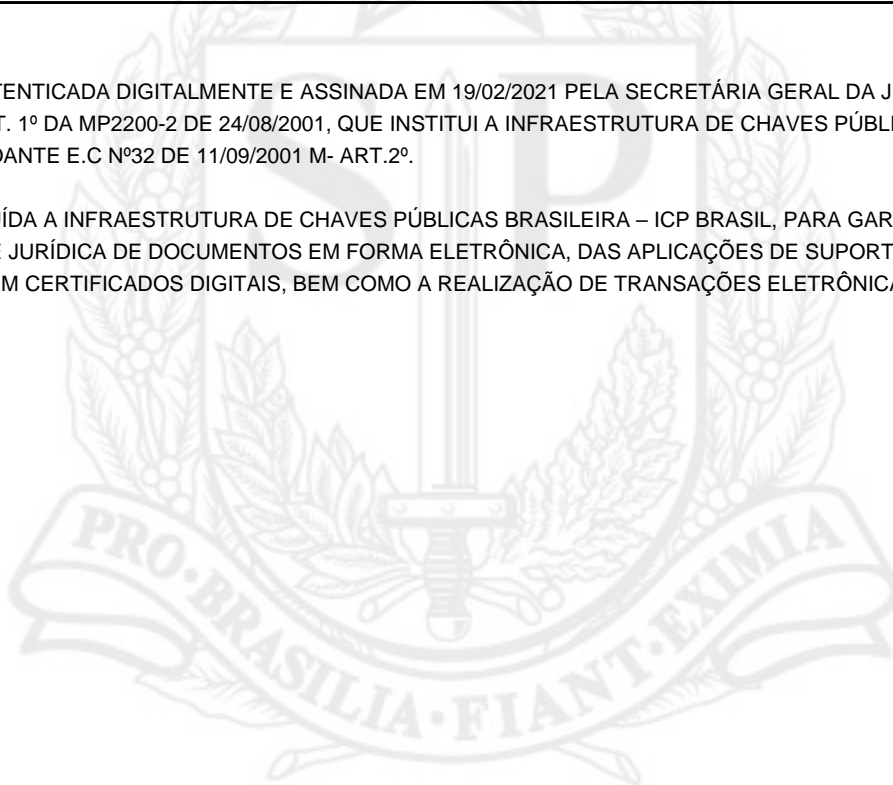 TENTICADA DIGITALMENTE E ASSINADA EM 19/02/2021 PELA SECRETÁRIA GERAL DA J
T. 1º DA MP2200-2 DE 24/08/2001, QUE INSTITUI A INFRAESTRUTURA DE CHAVES PÚBL
DANTE E.C Nº32 DE 11/09/2001 M- ART.2º.
UÍDA A INFRAESTRUTURA DE CHAVES PÚBLICAS BRASILEIRA – ICP BRASIL, PARA GAR
E JURÍDICA DE DOCUMENTOS EM FORMA ELETRÔNICA, DAS APLICAÇÕES DE SUPORT
M CERTIFICADOS DIGITAIS, BEM COMO A REALIZAÇÃO DE TRANSAÇÕES ELETRÔNICA
SP
PRO·BRASILIA·FIANT·EXIMIA